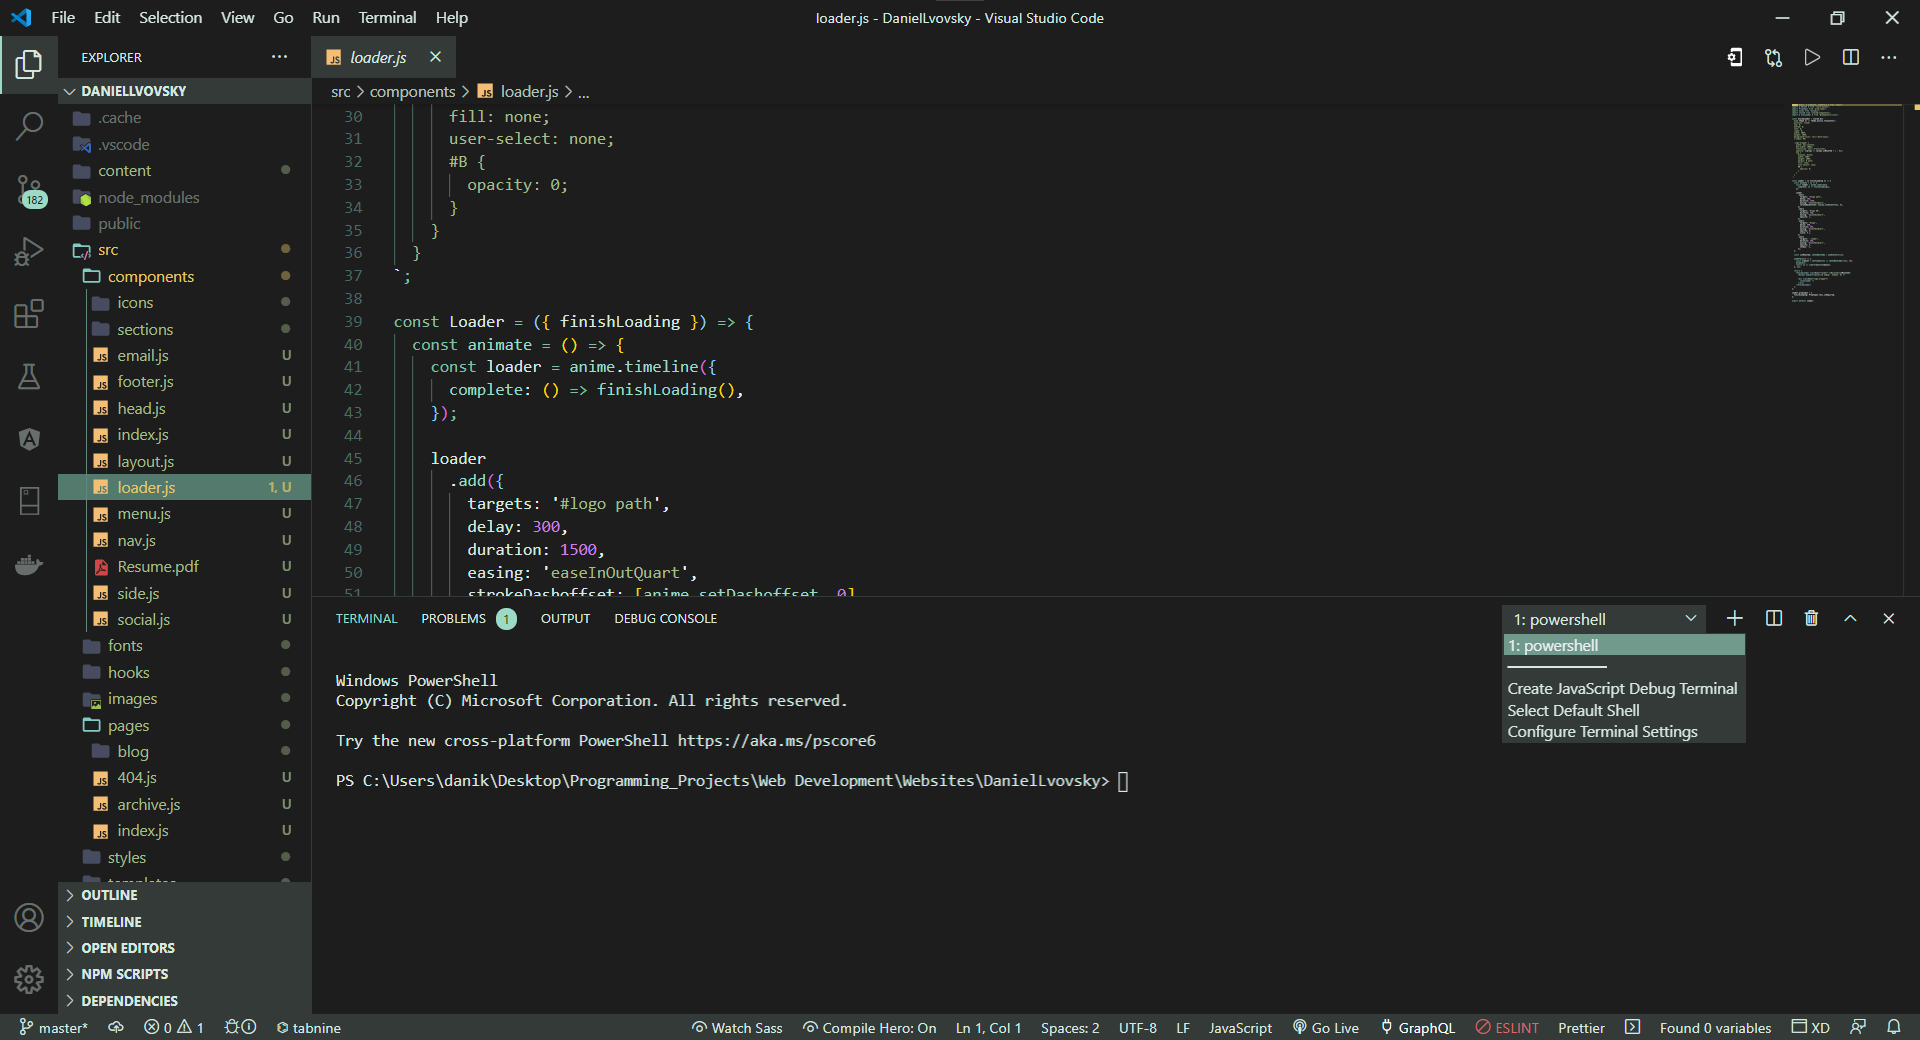 File Edit Selection View Go Run Terminal Help
loader.js - DanielLvovsky - Visual Studio Code
EXPLORER
DANIELLVOVSKY
.cache
.vscode
content
node_modules
public
src
components
icons
sections
email.js U
footer.js U
head.js U
index.js U
layout.js U
loader.js 1, U
menu.js U
nav.js U
Resume.pdf U
side.js U
social.js U
fonts
hooks
images
pages
blog
404.js U
archive.js U
index.js U
styles
templates
OUTLINE
TIMELINE
OPEN EDITORS
NPM SCRIPTS
DEPENDENCIES
182
loader.js
src > components > loader.js > ...
30 fill: none;
31 user-select: none;
32 #B {
33 opacity: 0;
34 }
35 }
36 }
37 `;
38
39 const Loader = ({ finishLoading }) => {
40 const animate = () => {
41 const loader = anime.timeline({
42 complete: () => finishLoading(),
43 });
44
45 loader
46 .add({
47 targets: '#logo path',
48 delay: 300,
49 duration: 1500,
50 easing: 'easeInOutQuart',
51 strokeDashoffset: [anime.setDashoffset, 0]
TERMINAL PROBLEMS 1 OUTPUT DEBUG CONSOLE
1: powershell
1: powershell
Create JavaScript Debug Terminal
Select Default Shell
Configure Terminal Settings
Windows PowerShell
Copyright (C) Microsoft Corporation. All rights reserved.
Try the new cross-platform PowerShell https://aka.ms/pscore6
PS C:\Users\danik\Desktop\Programming_Projects\Web Development\Websites\DanielLvovsky>
master* 0 1 tabnine Watch Sass Compile Hero: On Ln 1, Col 1 Spaces: 2 UTF-8 LF JavaScript Go Live GraphQL ESLINT Prettier Found 0 variables XD